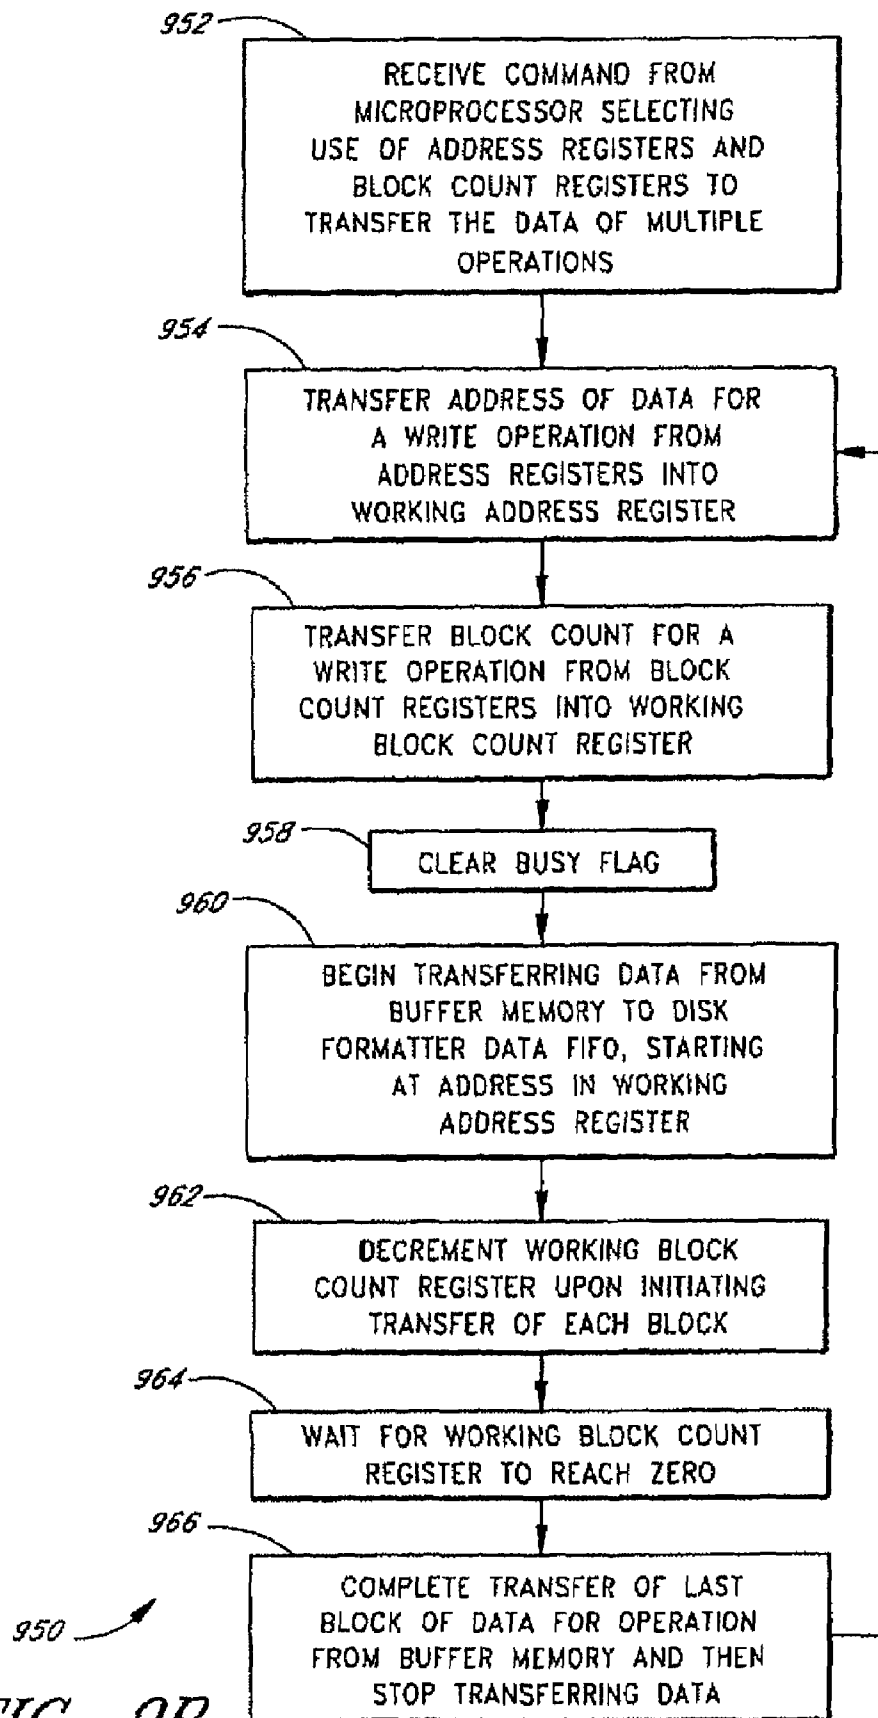 952
RECEIVE COMMAND FROM
MICROPROCESSOR SELECTING
USE OF ADDRESS REGISTERS AND
BLOCK COUNT REGISTERS TO
TRANSFER THE DATA OF MULTIPLE
OPERATIONS
954
TRANSFER ADDRESS OF DATA FOR
A WRITE OPERATION FROM
ADDRESS REGISTERS INTO
WORKING ADDRESS REGISTER
956
TRANSFER BLOCK COUNT FOR A
WRITE OPERATION FROM BLOCK
COUNT REGISTERS INTO WORKING
BLOCK COUNT REGISTER
958
CLEAR BUSY FLAG
960
BEGIN TRANSFERRING DATA FROM
BUFFER MEMORY TO DISK
FORMATTER DATA FIFO, STARTING
AT ADDRESS IN WORKING
ADDRESS REGISTER
962
DECREMENT WORKING BLOCK
COUNT REGISTER UPON INITIATING
TRANSFER OF EACH BLOCK
964
WAIT FOR WORKING BLOCK COUNT
REGISTER TO REACH ZERO
966
COMPLETE TRANSFER OF LAST
BLOCK OF DATA FOR OPERATION
FROM BUFFER MEMORY AND THEN
STOP TRANSFERRING DATA
950